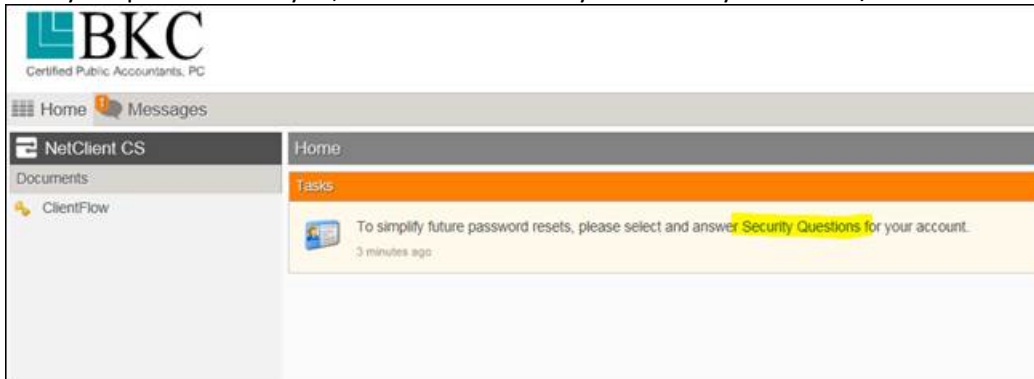 BKC
Certified Public Accountants, PC
Home 1 Messages
NetClient CS
Home
Documents
Tasks
ClientFlow
To simplify future password resets, please select and answer Security Questions for your account.
3 minutes ago